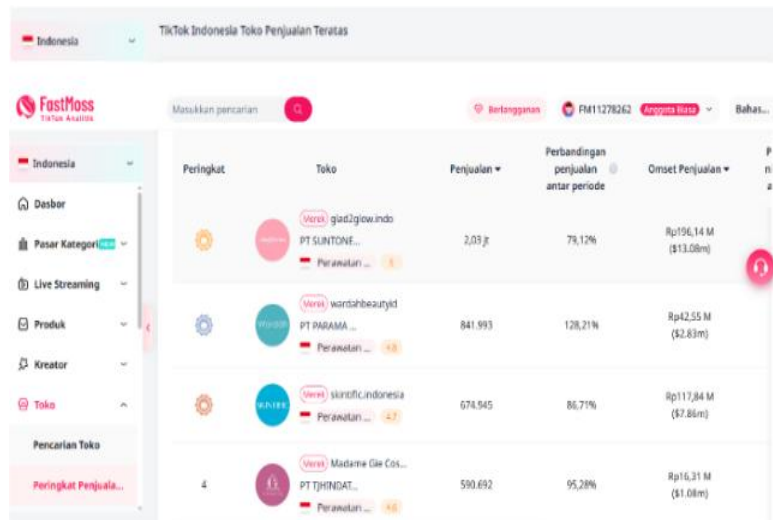 Indonesia
TikTok Indonesia Toko Penjualan Teratas
FastMoss
TikTok Analitik
Masukkan pencarian
Berlangganan
FM11278262
Anggota Biasa
Bahas...
Indonesia
Dasbor
Pasar Kategori
Live Streaming
Produk
Kreator
Toko
Pencarian Toko
Peringkat Penjuala...
Peringkat
Toko
Penjualan
Perbandingan
penjualan
antar periode
Omset Penjualan
Merek glad2glow.indo
PT SUNTONE...
Perawatan ... 5
2,03 jt
79,12%
Rp196,14 M
($13.08m)
Merek wardahbeautyid
PT PARAMA ...
Perawatan ... 4.8
841.993
128,21%
Rp42,55 M
($2.83m)
Merek skintific.indonesia
Perawatan ... 4.7
674.945
86,71%
Rp117,84 M
($7.86m)
4
Merek Madame Gie Cos...
PT TJHINDAT...
Perawatan ... 4.8
590.692
95,28%
Rp16,31 M
($1.08m)